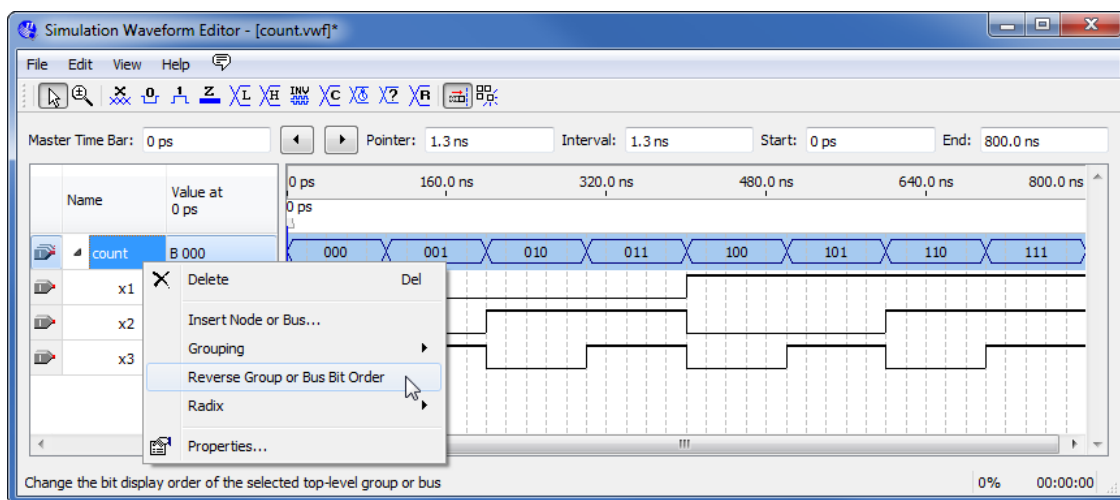 Simulation Waveform Editor - [count.vwf]*
File Edit View Help
Master Time Bar: 0 ps Pointer: 1.3 ns Interval: 1.3 ns Start: 0 ps End: 800.0 ns
Name Value at 0 ps 0 ps 160.0 ns 320.0 ns 480.0 ns 640.0 ns 800.0 ns
0 ps
count B 000 000 001 010 011 100 101 110 111
x1
x2
x3
Delete Del
Insert Node or Bus...
Grouping
Reverse Group or Bus Bit Order
Radix
Properties...
Change the bit display order of the selected top-level group or bus 0% 00:00:00